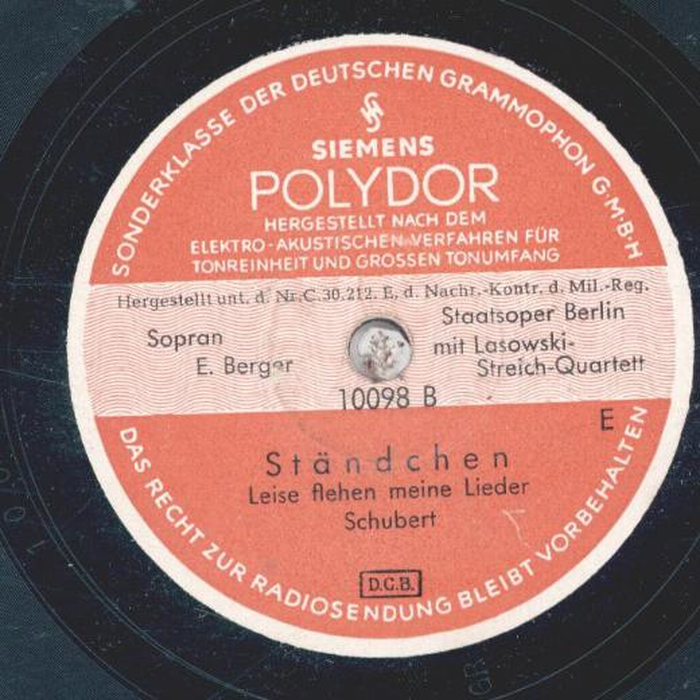 SONDERKLASSE DER DEUTSCHEN GRAMMOPHON G·M·B·H
SIEMENS
POLYDOR
HERGESTELLT NACH DEM
ELEKTRO-AKUSTISCHEN VERFAHREN FÜR
TONREINHEIT UND GROSSEN TONUMFANG
Hergestellt unt. d. Nr.C.30.212. E, d. Nachr.-Kontr. d. Mil.-Reg.
Sopran
E. Berger
Staatsoper Berlin
mit Lasowski-
Streich-Quartett
10098 B
E
Ständchen
Leise flehen meine Lieder
Schubert
D.C.B.
DAS RECHT ZUR RADIOSENDUNG BLEIBT VORBEHALTEN